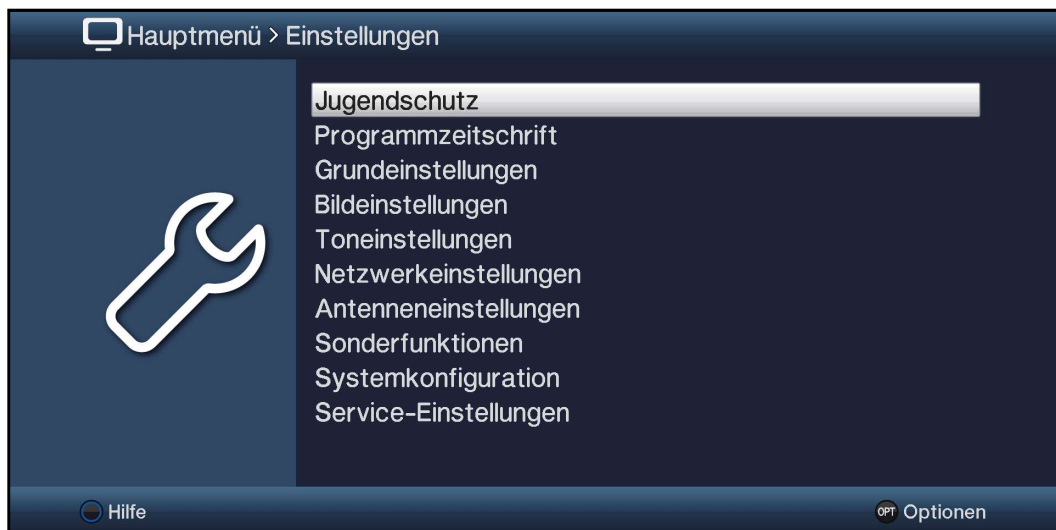 Hauptmenü > Einstellungen
Jugendschutz
Programmzeitschrift
Grundeinstellungen
Bildeinstellungen
Toneinstellungen
Netzwerkeinstellungen
Antenneneinstellungen
Sonderfunktionen
Systemkonfiguration
Service-Einstellungen
Hilfe
OPT Optionen